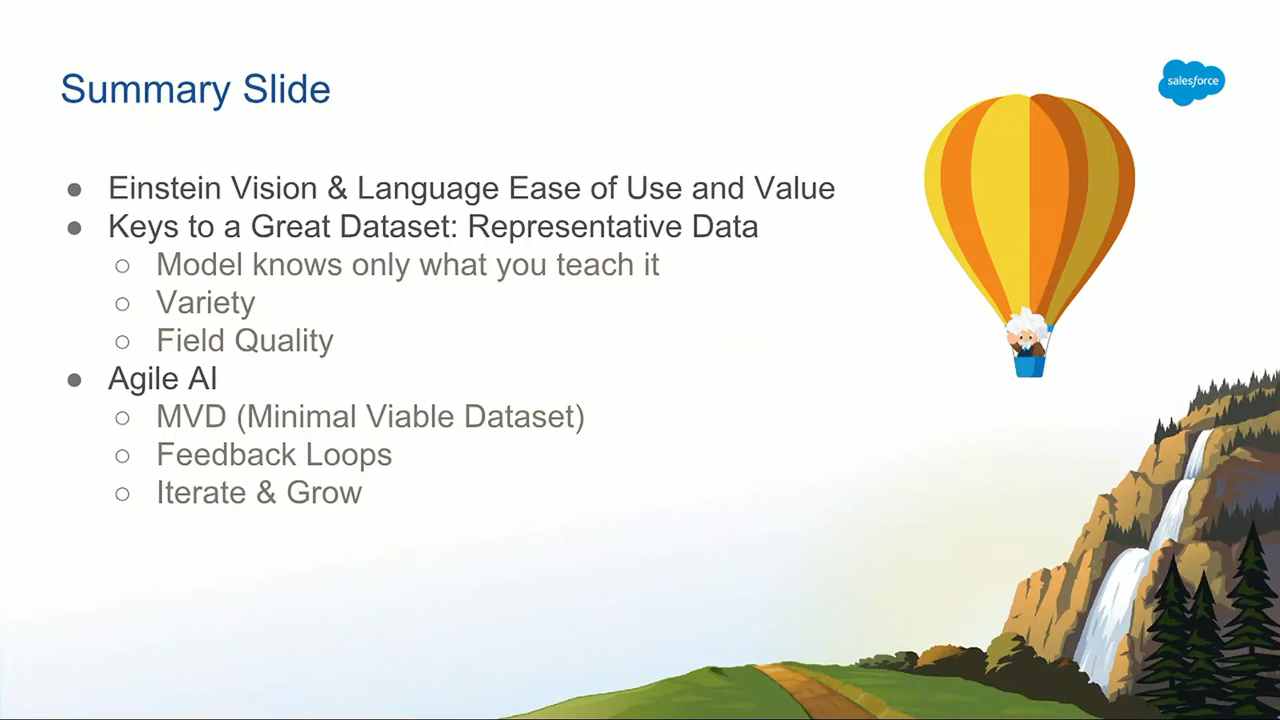 Summary Slide
salesforce
● Einstein Vision & Language Ease of Use and Value
● Keys to a Great Dataset: Representative Data
○ Model knows only what you teach it
○ Variety
○ Field Quality
● Agile AI
○ MVD (Minimal Viable Dataset)
○ Feedback Loops
○ Iterate & Grow